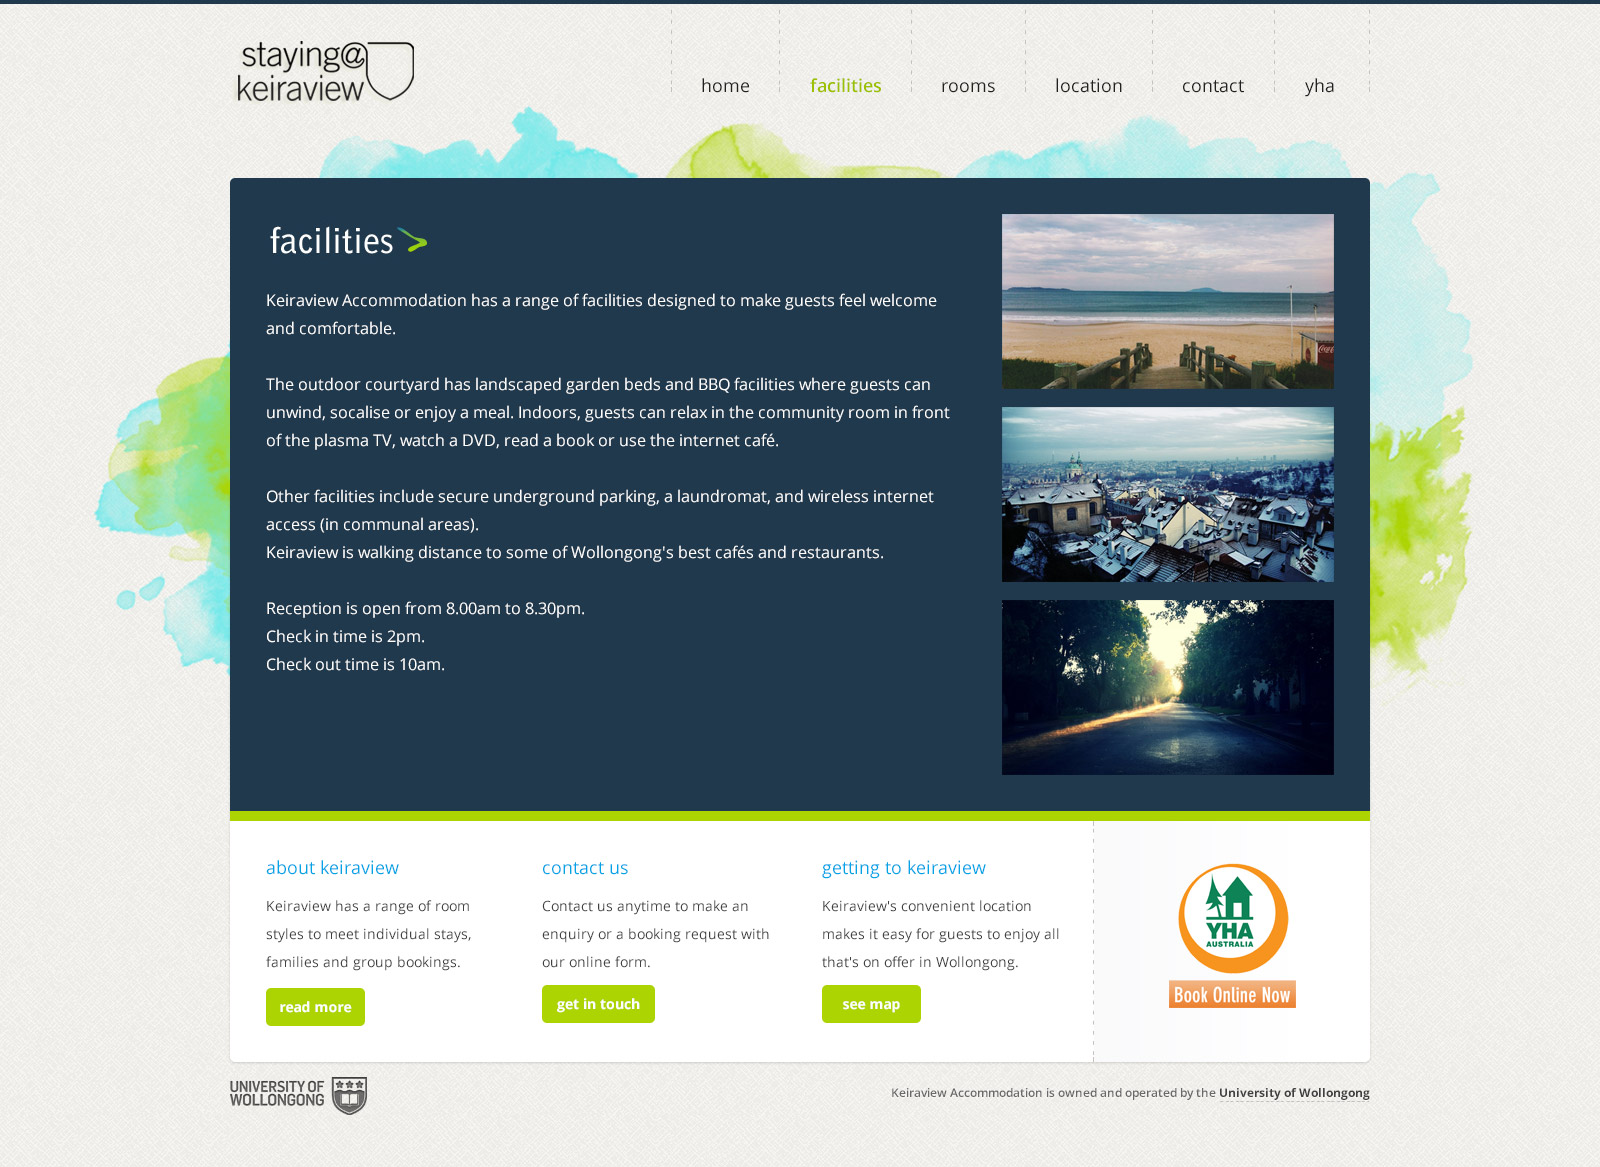 staying@
keiraview
home
facilities
rooms
location
contact
yha
facilities
Keiraview Accommodation has a range of facilities designed to make guests feel welcome
and comfortable.
The outdoor courtyard has landscaped garden beds and BBQ facilities where guests can
unwind, socalise or enjoy a meal. Indoors, guests can relax in the community room in front
of the plasma TV, watch a DVD, read a book or use the internet café.
Other facilities include secure underground parking, a laundromat, and wireless internet
access (in communal areas).
Keiraview is walking distance to some of Wollongong's best cafés and restaurants.
Reception is open from 8.00am to 8.30pm.
Check in time is 2pm.
Check out time is 10am.
about keiraview
Keiraview has a range of room
styles to meet individual stays,
families and group bookings.
read more
contact us
Contact us anytime to make an
enquiry or a booking request with
our online form.
get in touch
getting to keiraview
Keiraview's convenient location
makes it easy for guests to enjoy all
that's on offer in Wollongong.
see map
YHA
AUSTRALIA
Book Online Now
UNIVERSITY OF
WOLLONGONG
Keiraview Accommodation is owned and operated by the University of Wollongong